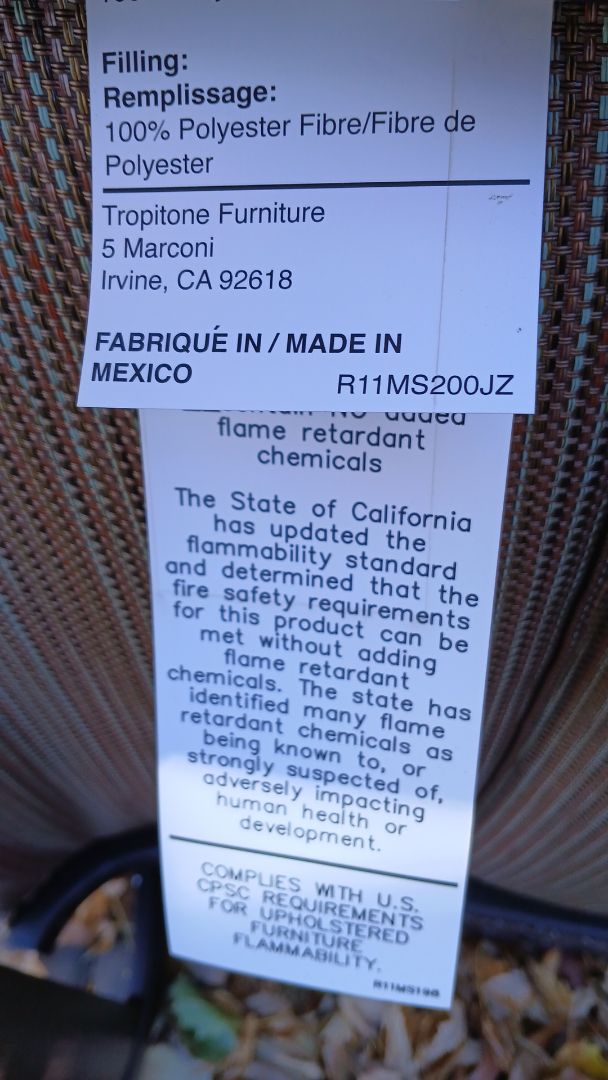 Filling:
Remplissage:
100% Polyester Fibre/Fibre de
Polyester
Tropitone Furniture
5 Marconi
Irvine, CA 92618
FABRIQUÉ IN / MADE IN
MEXICO
R11MS200JZ
contain NO added
flame retardant
chemicals
The State of California
has updated the
flammability standard
and determined that the
fire safety requirements
for this product can be
met without adding
flame retardant
chemicals. The state has
identified many flame
retardant chemicals as
being known to, or
strongly suspected of,
adversely impacting
human health or
development.
COMPLIES WITH U.S.
CPSC REQUIREMENTS
FOR UPHOLSTERED
FURNITURE
FLAMMABILITY.